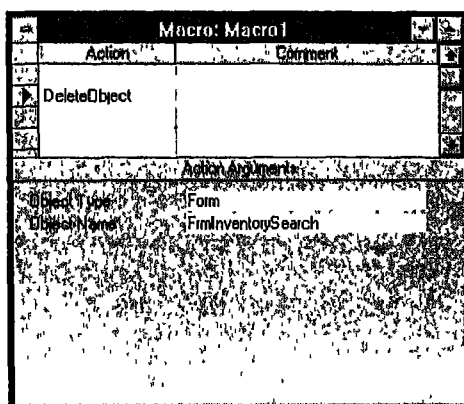 Macro: Macro1
Action Comment
DeleteObject
Action Arguments
Object Type Form
Object Name FrmInventorySearch